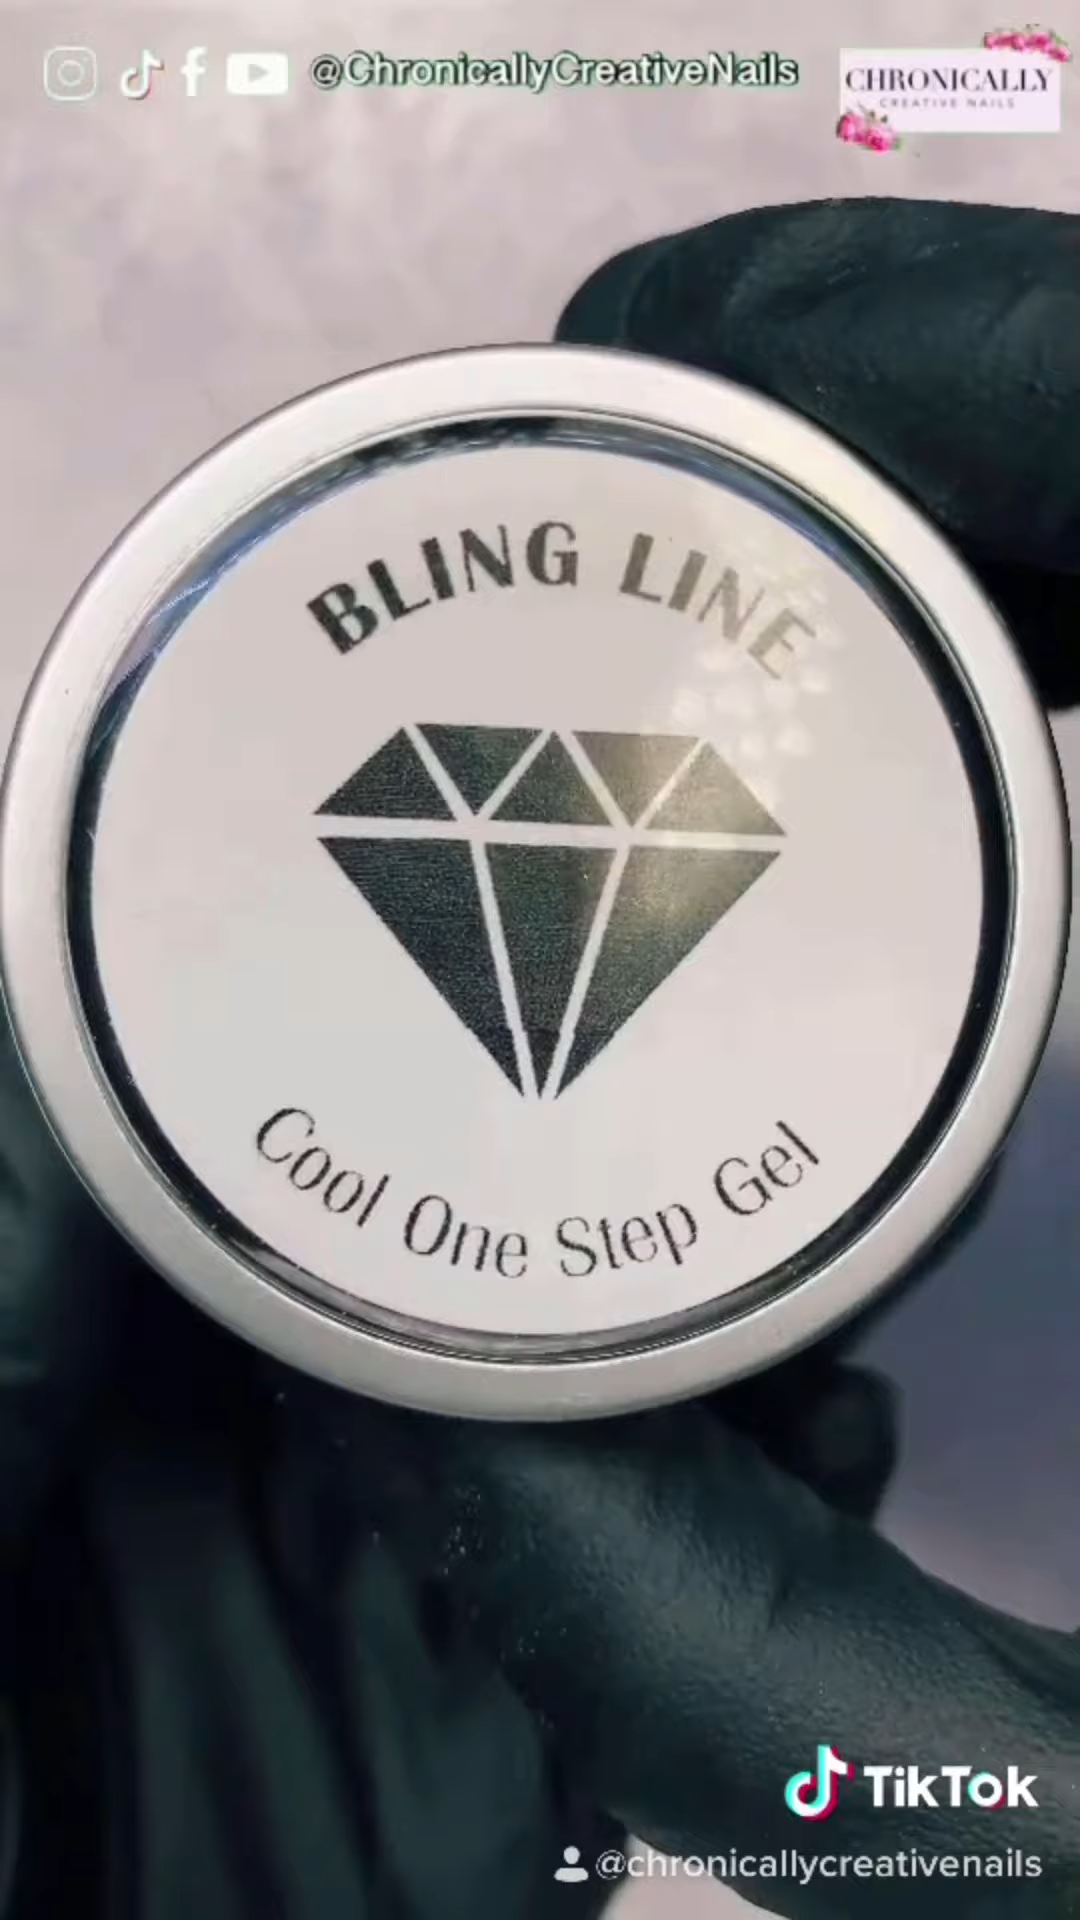 @ChronicallyCreativeNails
CHRONICALLY
CREATIVE NAILS
BLING LINE
Cool One Step Gel
TikTok
@chronicallycreativenails